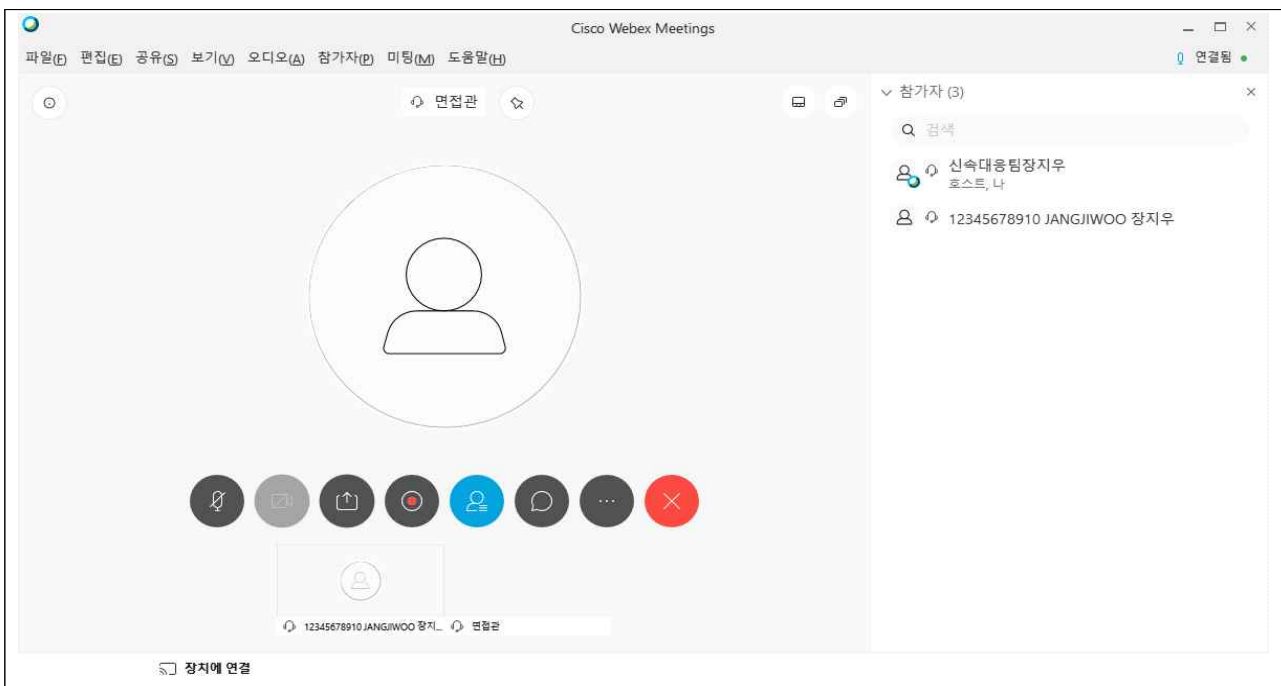 Cisco Webex Meetings
파일(F) 편집(E) 공유(S) 보기(V) 오디오(A) 참가자(P) 미팅(M) 도움말(H)
연결됨
면접관
참가자 (3)
검색
신속대응팀장지우
호스트, 나
12345678910 JANGJIWOO 장지우
12345678910 JANGJIWOO 장지... 면접관
장치에 연결